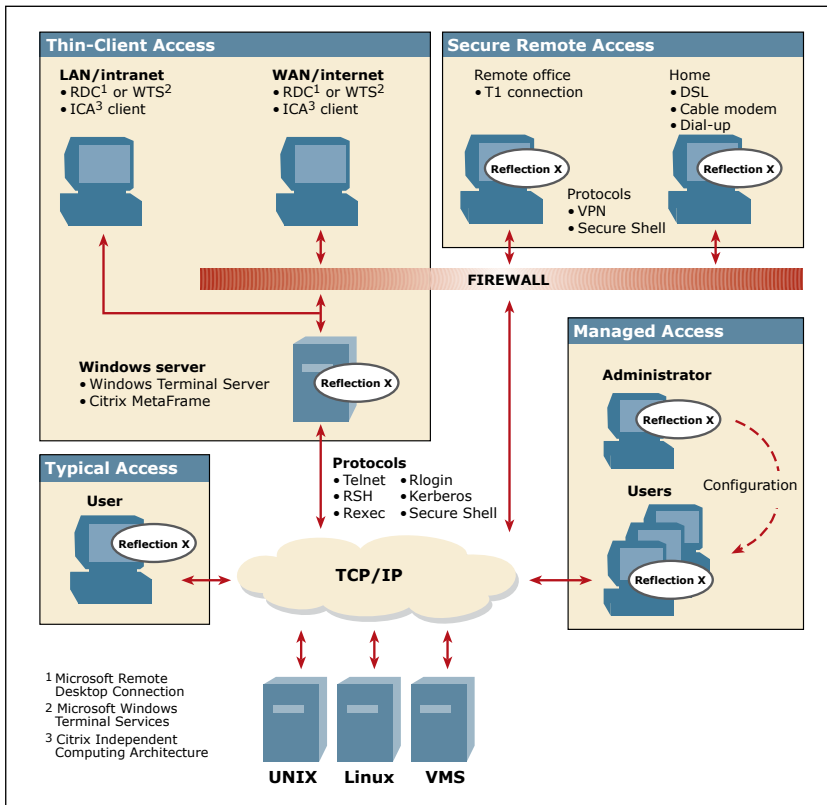 Thin-Client Access
LAN/intranet
• RDC1 or WTS2
• ICA3 client
WAN/internet
• RDC1 or WTS2
• ICA3 client
Secure Remote Access
Remote office
• T1 connection
Home
• DSL
• Cable modem
• Dial-up
Reflection X
Reflection X
Protocols
• VPN
• Secure Shell
FIREWALL
Windows server
• Windows Terminal Server
• Citrix MetaFrame
Reflection X
Managed Access
Administrator
Reflection X
Configuration
Users
Reflection X
Typical Access
User
Reflection X
Protocols
• Telnet
• RSH
• Rexec
• Rlogin
• Kerberos
• Secure Shell
TCP/IP
1 Microsoft Remote
Desktop Connection
2 Microsoft Windows
Terminal Services
3 Citrix Independent
Computing Architecture
UNIX
Linux
VMS